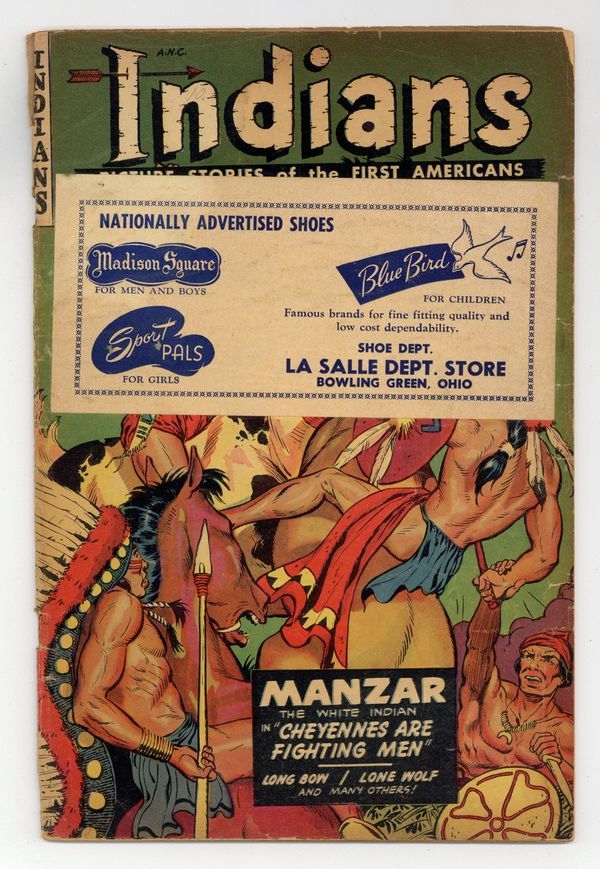 INDIANS
A.N.C.
Indians
PICTURE STORIES of the FIRST AMERICANS
NATIONALLY ADVERTISED SHOES
Madison Square
FOR MEN AND BOYS
Blue Bird
FOR CHILDREN
Famous brands for fine fitting quality and
low cost dependability.
Sport PALS
FOR GIRLS
SHOE DEPT.
LA SALLE DEPT. STORE
BOWLING GREEN, OHIO
MANZAR
THE WHITE INDIAN
IN "CHEYENNES ARE
FIGHTING MEN"
LONG BOW / LONE WOLF
AND MANY OTHERS!